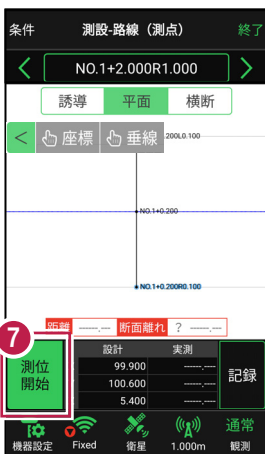 条件 測設-路線（測点） 終了
< NO.1+2.000R1.000 >
誘導 平面 横断
< 座標 垂線 200L0.100
NO.1+0.200
NO.1+0.200R0.100
距離 -----.--- 断面離れ ? -----.---
7
設計 実測
測位
開始
99.900 ------.---
100.600 ------.---
5.400 ------.---
記録
機器設定 Fixed 衛星 1.000m 通常
観測